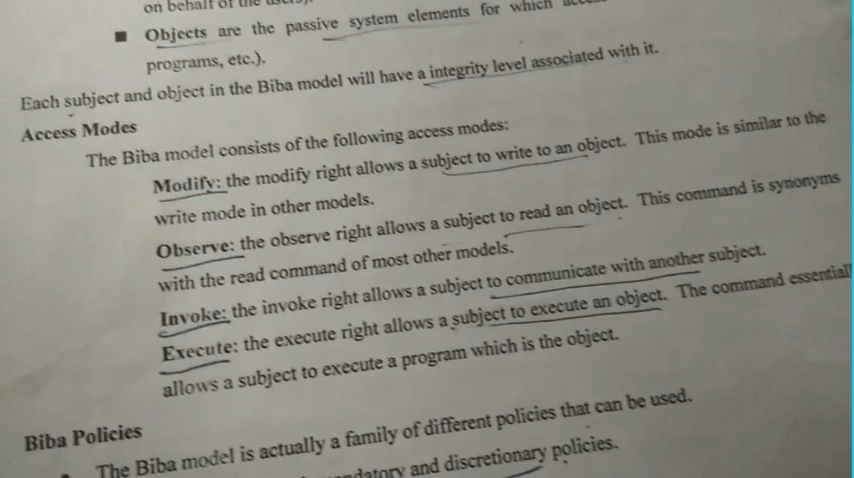 on behalf of the users).
■ Objects are the passive system elements for which
programs, etc.).
Each subject and object in the Biba model will have a integrity level associated with it.
Access Modes
The Biba model consists of the following access modes:
Modify: the modify right allows a subject to write to an object. This mode is similar to the
write mode in other models.
Observe: the observe right allows a subject to read an object. This command is synonyms
with the read command of most other models.
Invoke: the invoke right allows a subject to communicate with another subject.
Execute: the execute right allows a subject to execute an object. The command essential
allows a subject to execute a program which is the object.
Biba Policies
The Biba model is actually a family of different policies that can be used.
and discretionary policies.